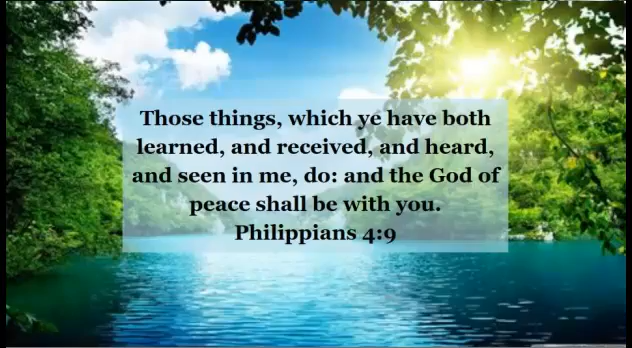 Those things, which ye have both
learned, and received, and heard,
and seen in me, do: and the God of
peace shall be with you.
Philippians 4:9